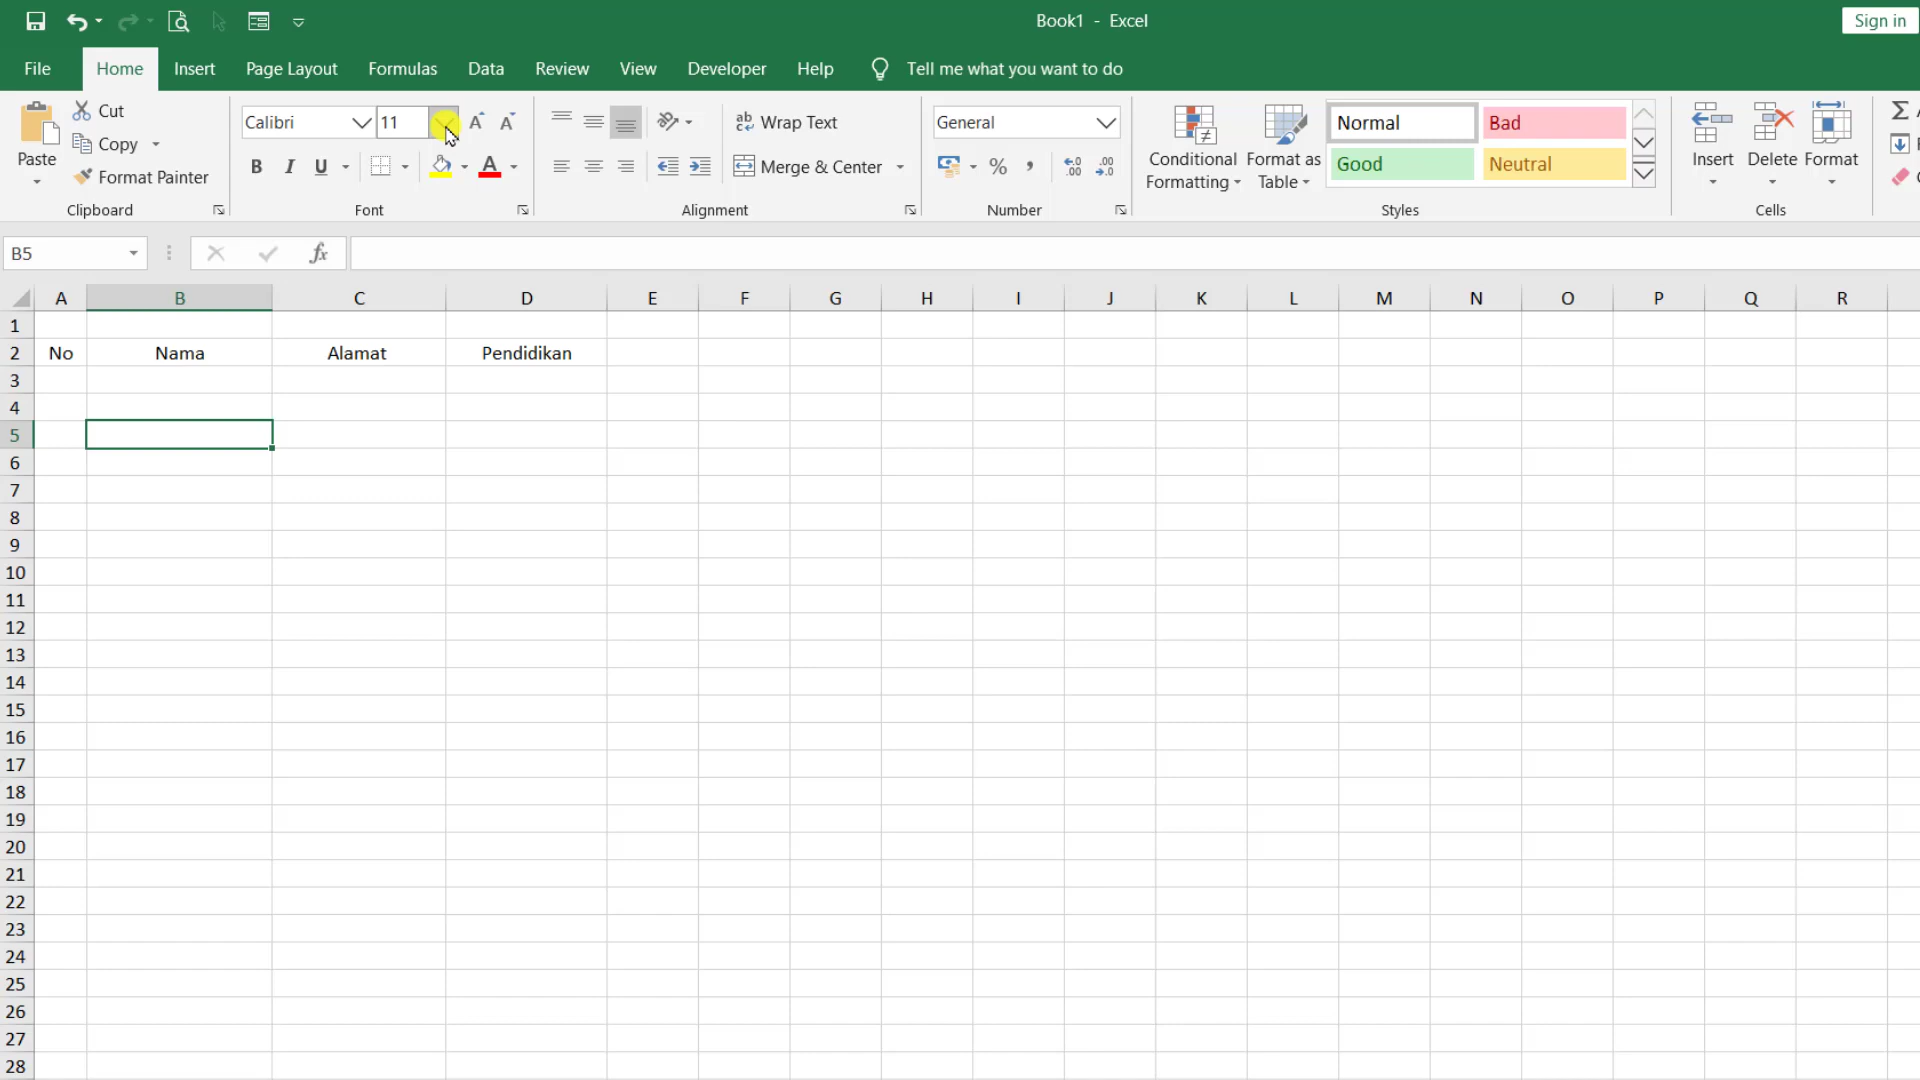 Book1 - Excel
Sign in
File Home Insert Page Layout Formulas Data Review View Developer Help Tell me what you want to do
Paste
Cut
Copy
Format Painter
Clipboard
Calibri 11 A A
B I U A
Font
ab Wrap Text
Merge & Center
Alignment
General
% , .00
Number
Conditional Formatting
Format as Table
Normal Bad
Good Neutral
Styles
Insert Delete Format
Cells
B5 fx
A B C D E F G H I J K L M N O P Q R
1
2 No Nama Alamat Pendidikan
3
4
5
6
7
8
9
10
11
12
13
14
15
16
17
18
19
20
21
22
23
24
25
26
27
28